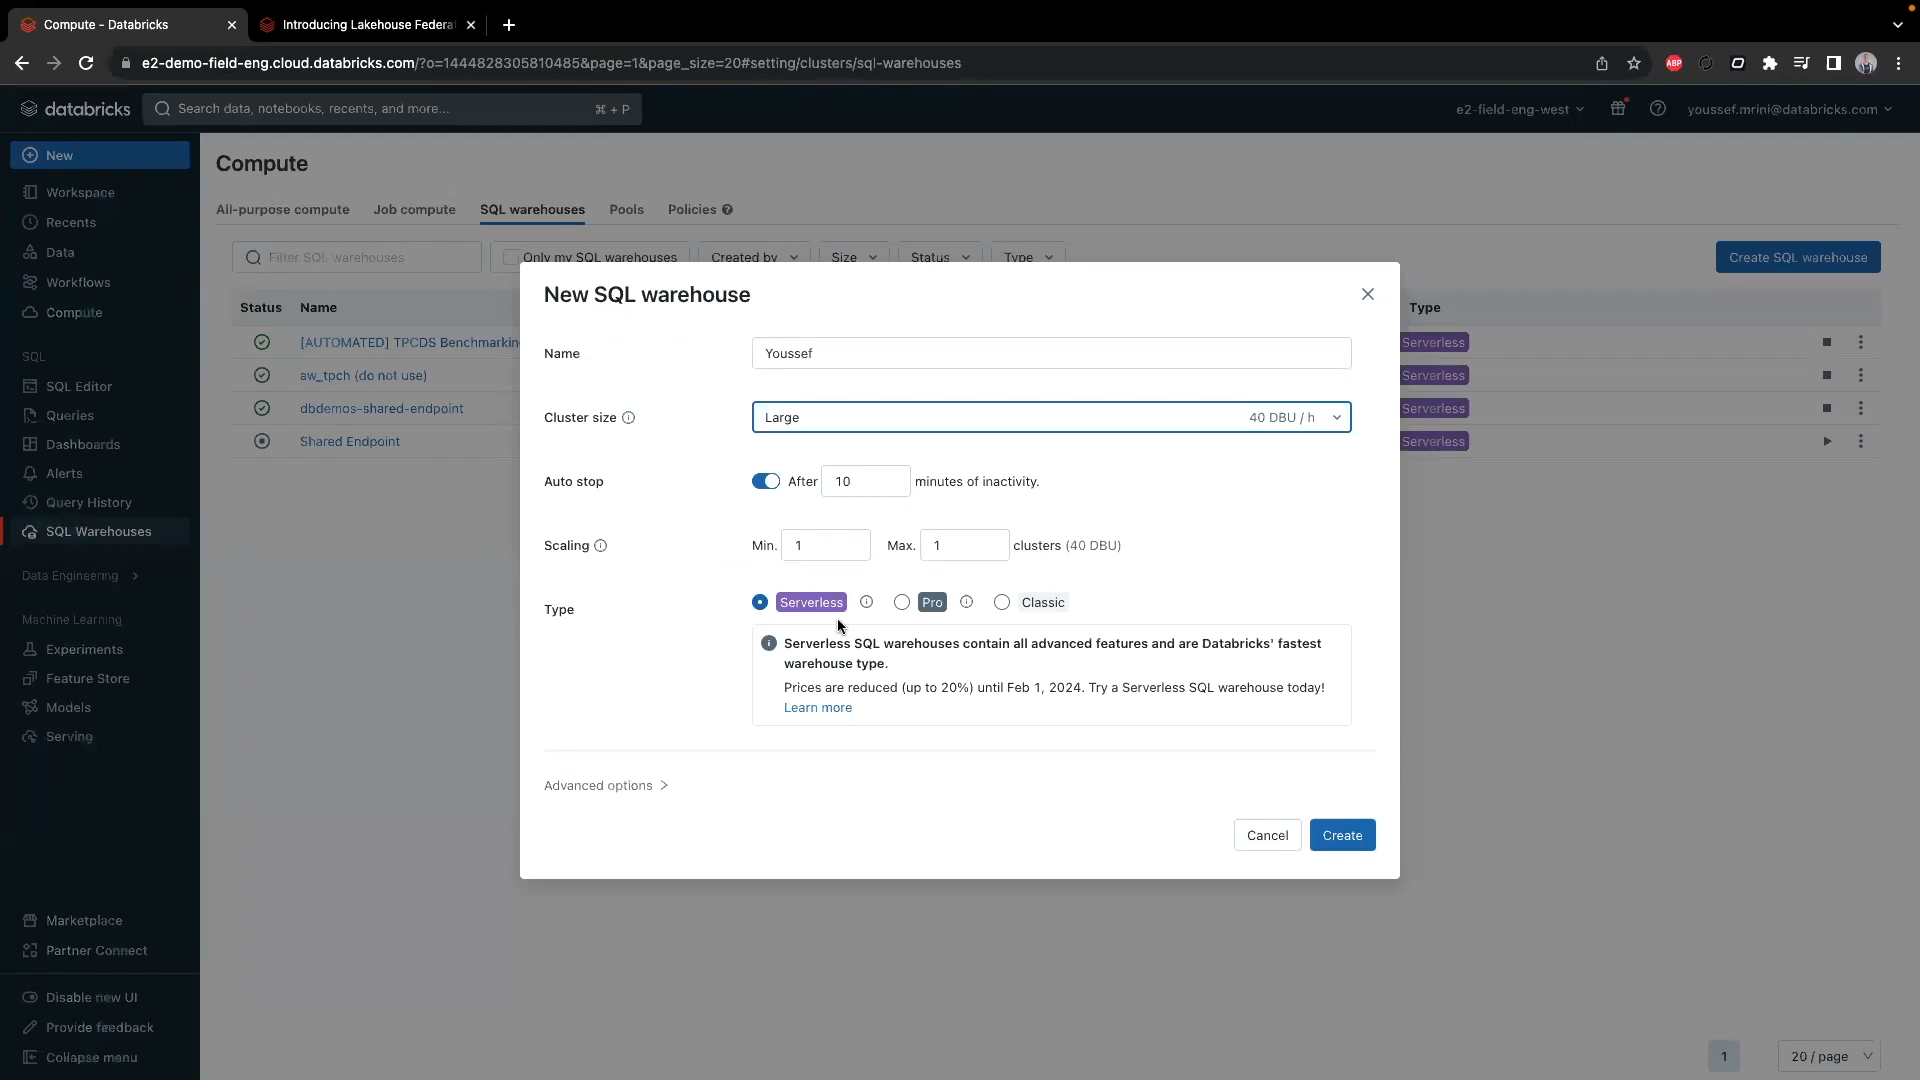 Compute - Databricks
Introducing Lakehouse Federa
e2-demo-field-eng.cloud.databricks.com/?o=1444828305810485&page=1&page_size=20#setting/clusters/sql-warehouses
ABP
databricks
Search data, notebooks, recents, and more...
⌘ + P
e2-field-eng-west
youssef.mrini@databricks.com
New
Workspace
Recents
Data
Workflows
Compute
SQL
SQL Editor
Queries
Dashboards
Alerts
Query History
SQL Warehouses
Data Engineering
Machine Learning
Experiments
Feature Store
Models
Serving
Marketplace
Partner Connect
Disable new UI
Provide feedback
Collapse menu
Compute
All-purpose compute
Job compute
SQL warehouses
Pools
Policies
Filter SQL warehouses
Only my SQL warehouses
Created by
Size
Status
Type
Create SQL warehouse
Status
Name
Type
[AUTOMATED] TPCDS Benchmarkin
Serverless
aw_tpch (do not use)
Serverless
dbdemos-shared-endpoint
Serverless
Shared Endpoint
Serverless
New SQL warehouse
Name
Youssef
Cluster size
Large
40 DBU / h
Auto stop
After 10 minutes of inactivity.
Scaling
Min. 1 Max. 1 clusters (40 DBU)
Type
Serverless
Pro
Classic
Serverless SQL warehouses contain all advanced features and are Databricks' fastest
warehouse type.
Prices are reduced (up to 20%) until Feb 1, 2024. Try a Serverless SQL warehouse today!
Learn more
Advanced options
Cancel
Create
1
20 / page